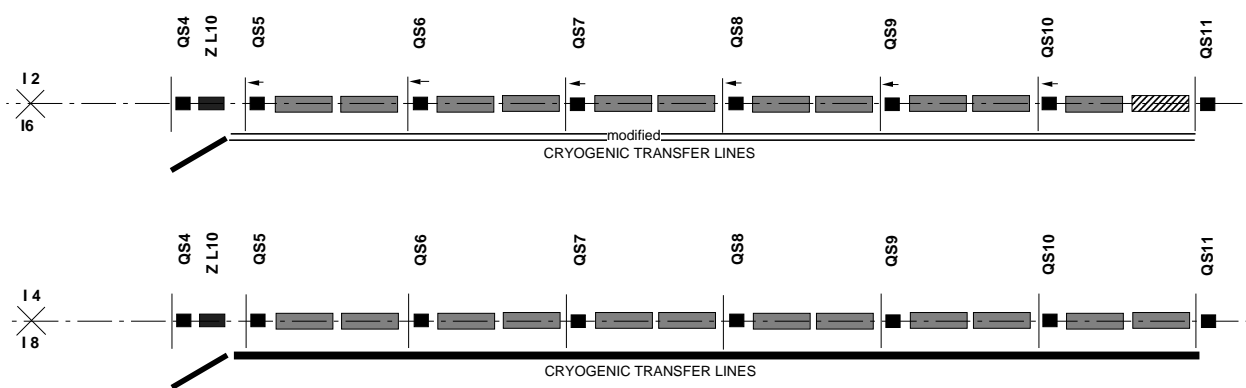 QS4 Z L10 QS5 QS6 QS7 QS8 QS9 QS10 QS11
I 2
I6
modified
CRYOGENIC TRANSFER LINES
QS4 Z L10 QS5 QS6 QS7 QS8 QS9 QS10 QS11
I 4
I 8
CRYOGENIC TRANSFER LINES